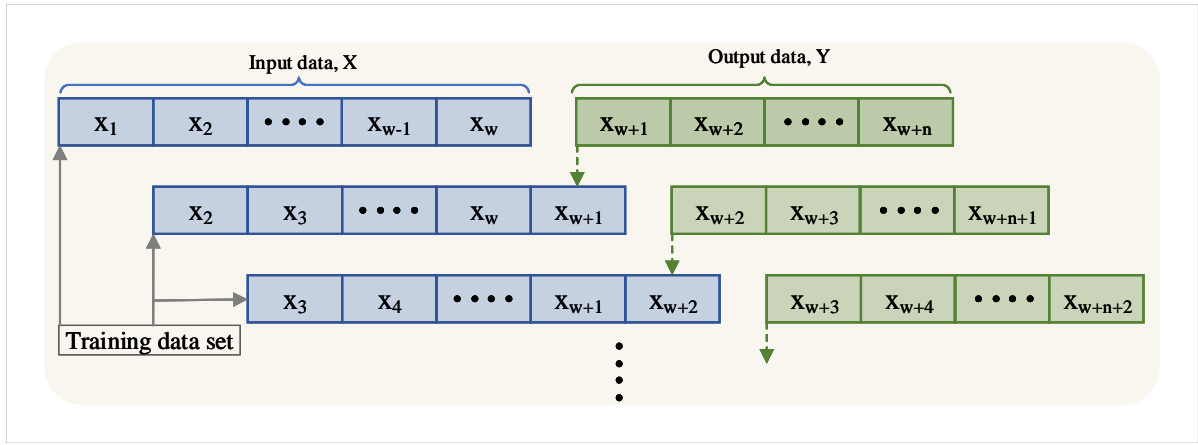 Input data, X
Output data, Y
x1 x2 •••• xw-1 xw xw+1 xw+2 •••• xw+n
x2 x3 •••• xw xw+1 xw+2 xw+3 •••• xw+n+1
x3 x4 •••• xw+1 xw+2 xw+3 xw+4 •••• xw+n+2
Training data set